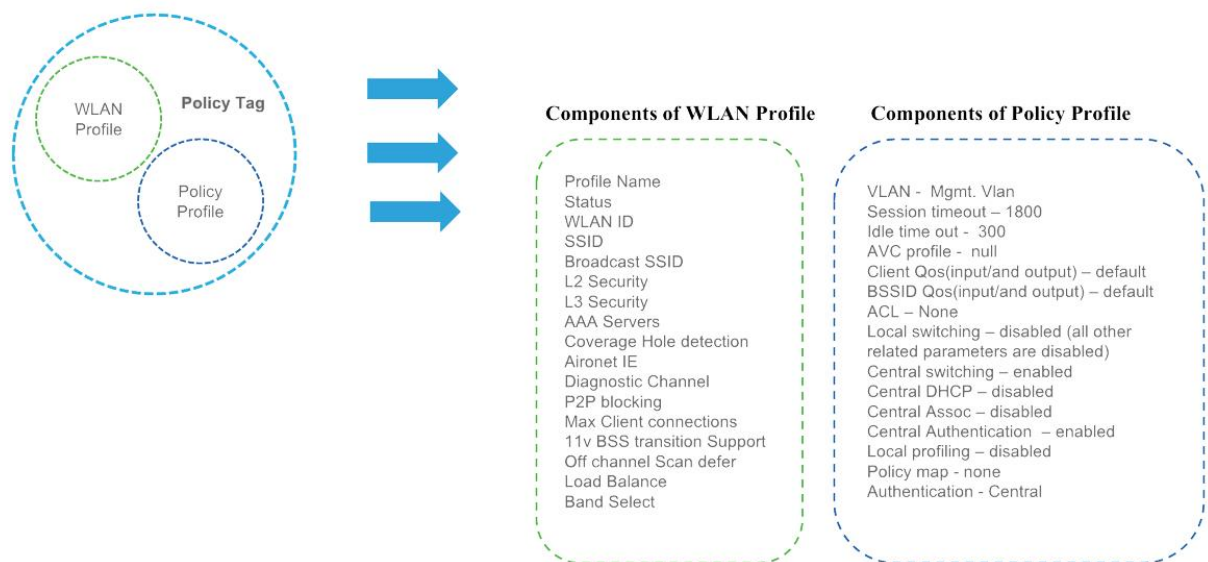 WLAN
Profile
Policy Tag
Policy
Profile
Components of WLAN Profile
Profile Name
Status
WLAN ID
SSID
Broadcast SSID
L2 Security
L3 Security
AAA Servers
Coverage Hole detection
Aironet IE
Diagnostic Channel
P2P blocking
Max Client connections
11v BSS transition Support
Off channel Scan defer
Load Balance
Band Select
Components of Policy Profile
VLAN -  Mgmt. Vlan
Session timeout – 1800
Idle time out -  300
AVC profile -  null
Client Qos(input/and output) – default
BSSID Qos(input/and output) – default
ACL – None
Local switching – disabled (all other
related parameters are disabled)
Central switching – enabled
Central DHCP – disabled
Central Assoc – disabled
Central Authentication  – enabled
Local profiling – disabled
Policy map - none
Authentication - Central